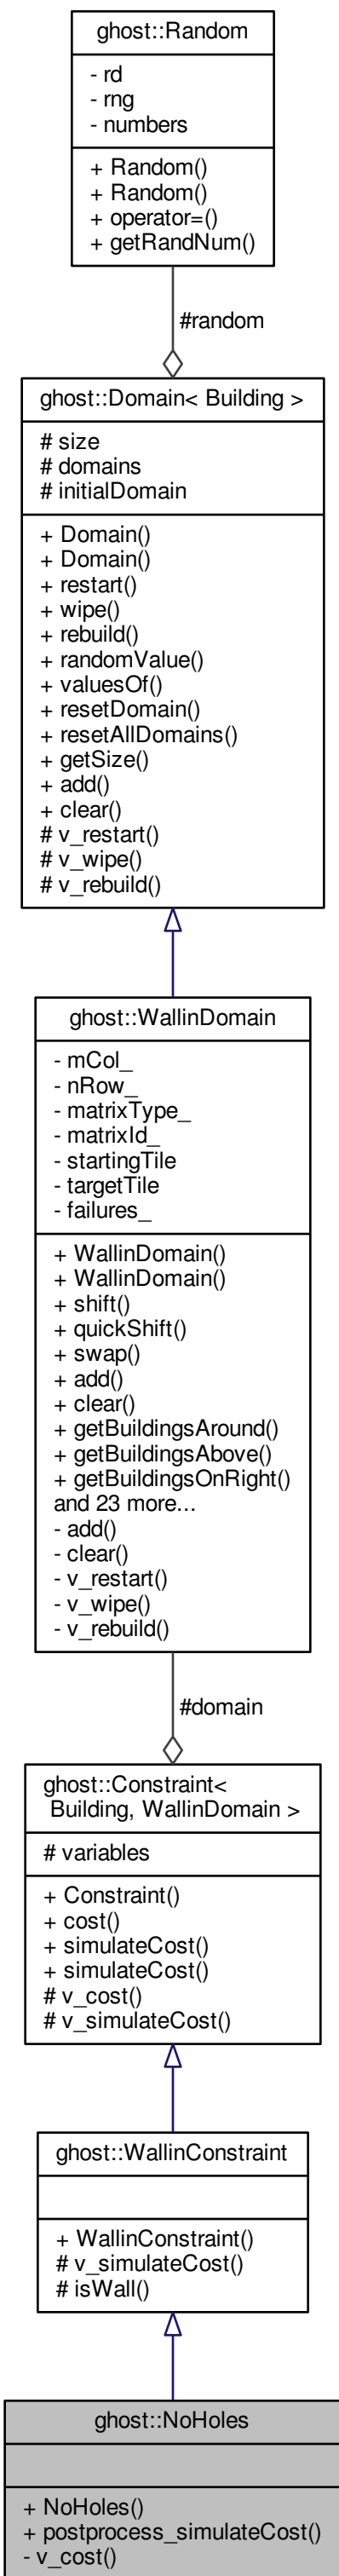 ghost::Random
- rd
- rng
- numbers
+ Random()
+ Random()
+ operator=()
+ getRandNum()
#random
ghost::Domain< Building >
# size
# domains
# initialDomain
+ Domain()
+ Domain()
+ restart()
+ wipe()
+ rebuild()
+ randomValue()
+ valuesOf()
+ resetDomain()
+ resetAllDomains()
+ getSize()
+ add()
+ clear()
# v_restart()
# v_wipe()
# v_rebuild()
ghost::WallinDomain
- mCol_
- nRow_
- matrixType_
- matrixId_
- startingTile
- targetTile
- failures_
+ WallinDomain()
+ WallinDomain()
+ shift()
+ quickShift()
+ swap()
+ add()
+ clear()
+ getBuildingsAround()
+ getBuildingsAbove()
+ getBuildingsOnRight()
and 23 more...
- add()
- clear()
- v_restart()
- v_wipe()
- v_rebuild()
#domain
ghost::Constraint<
Building, WallinDomain >
# variables
+ Constraint()
+ cost()
+ simulateCost()
+ simulateCost()
# v_cost()
# v_simulateCost()
ghost::WallinConstraint
+ WallinConstraint()
# v_simulateCost()
# isWall()
ghost::NoHoles
+ NoHoles()
+ postprocess_simulateCost()
- v_cost()